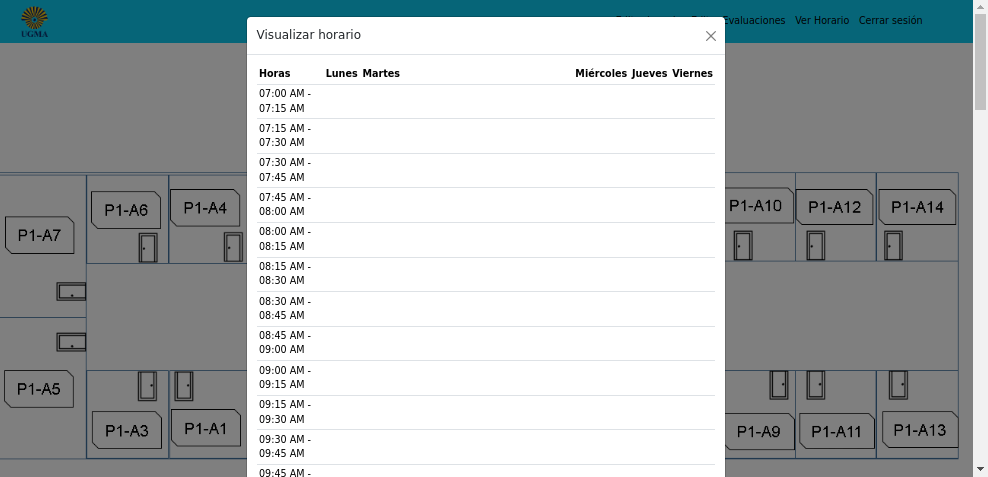 UGMA
Evaluaciones Ver Horario Cerrar sesión
Visualizar horario
Horas Lunes Martes Miércoles Jueves Viernes
07:00 AM -
07:15 AM
07:15 AM -
07:30 AM
07:30 AM -
07:45 AM
07:45 AM -
08:00 AM
08:00 AM -
08:15 AM
08:15 AM -
08:30 AM
08:30 AM -
08:45 AM
08:45 AM -
09:00 AM
09:00 AM -
09:15 AM
09:15 AM -
09:30 AM
09:30 AM -
09:45 AM
09:45 AM -
P1-A7
P1-A6
P1-A4
P1-A10
P1-A12
P1-A14
P1-A5
P1-A3
P1-A1
P1-A9
P1-A11
P1-A13